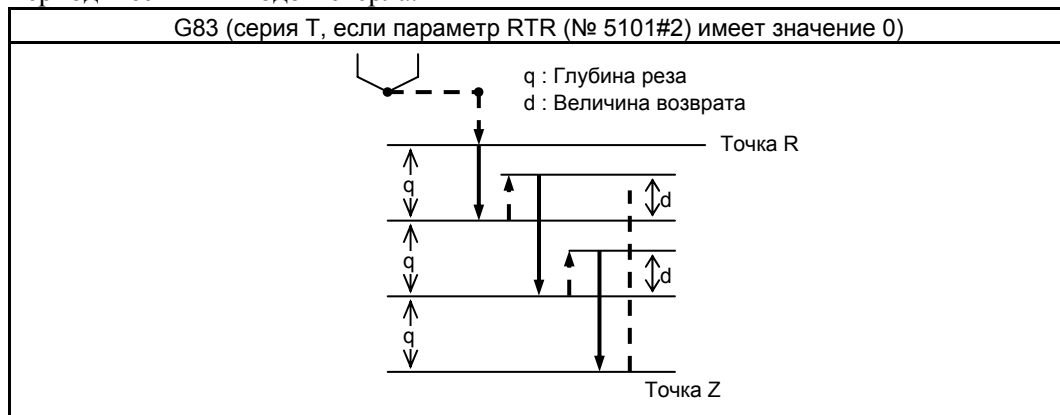 G83 (серия T, если параметр RTR (№ 5101#2) имеет значение 0)
q : Глубина реза
d : Величина возврата
Точка R
q
d
q
d
q
Точка Z